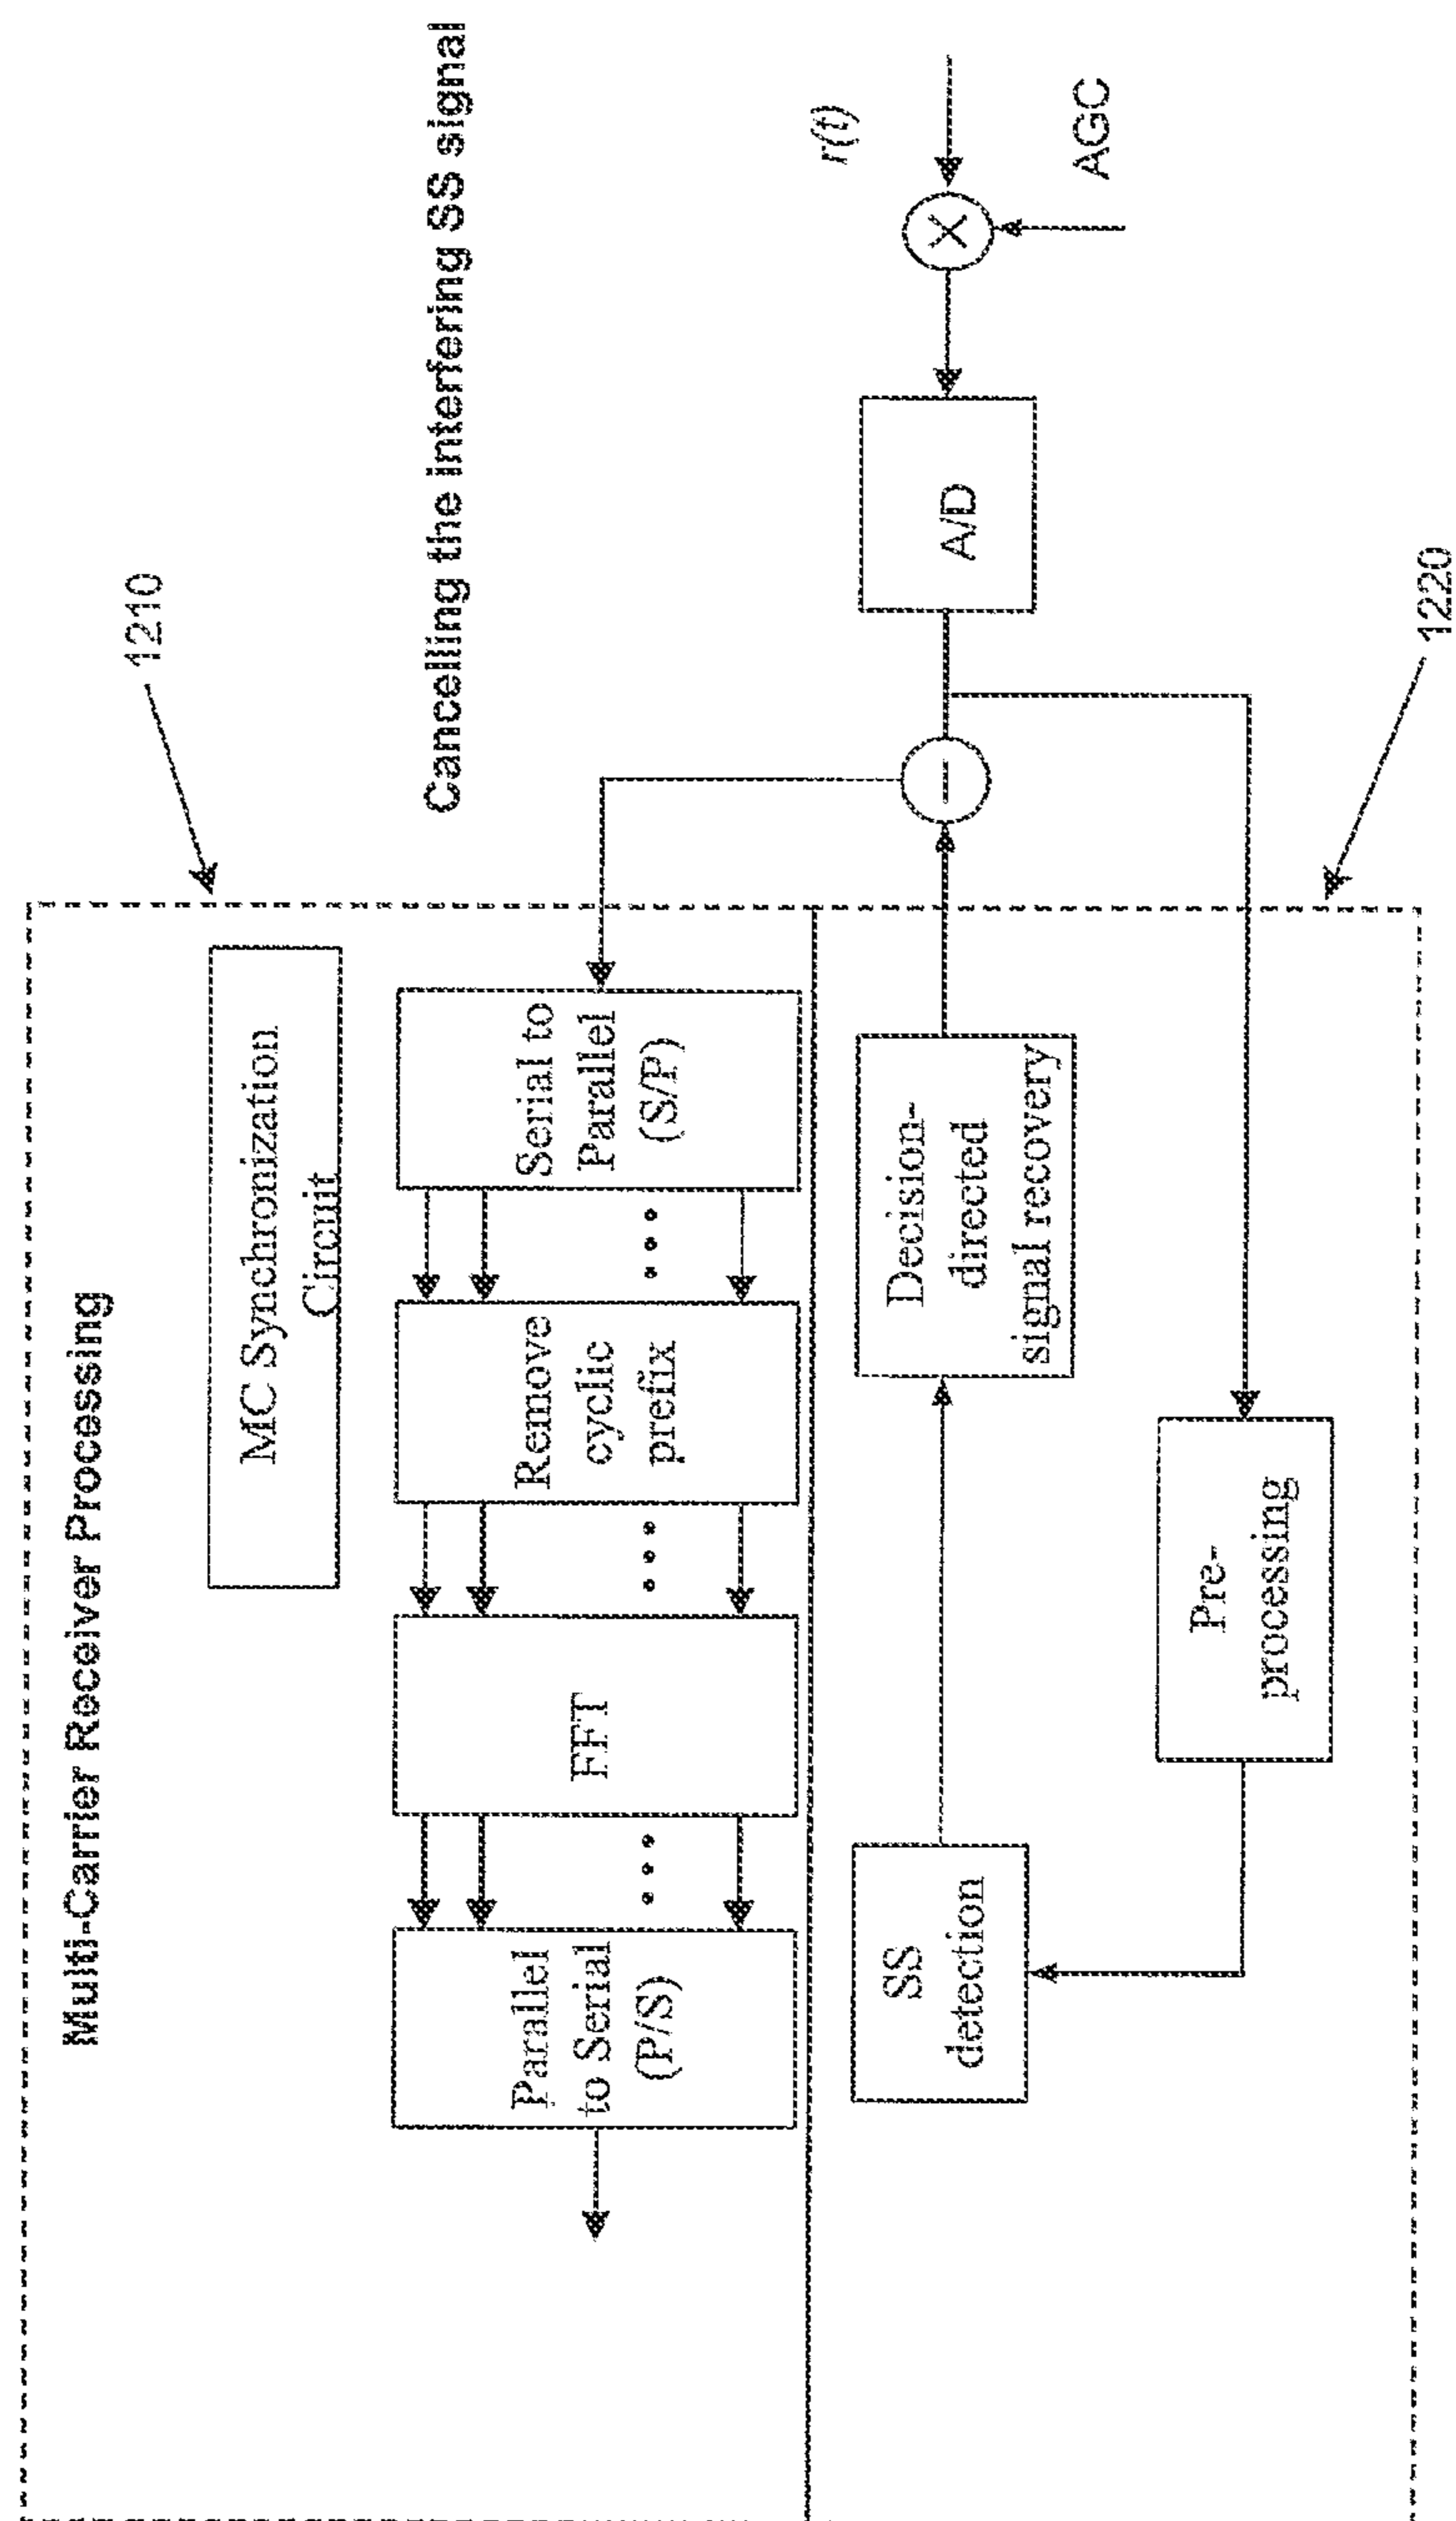 Multi-Carrier Receiver Processing
1210
MC Synchronization
Circuit
Cancelling the interfering SS signal
Parallel
to Serial
(P/S)
FFT
Remove
cyclic
prefix
Serial to
Parallel
(S/P)
r(t)
SS
detection
Decision-
directed
signal recovery
−
A/D
X
AGC
Pre-
processing
1220